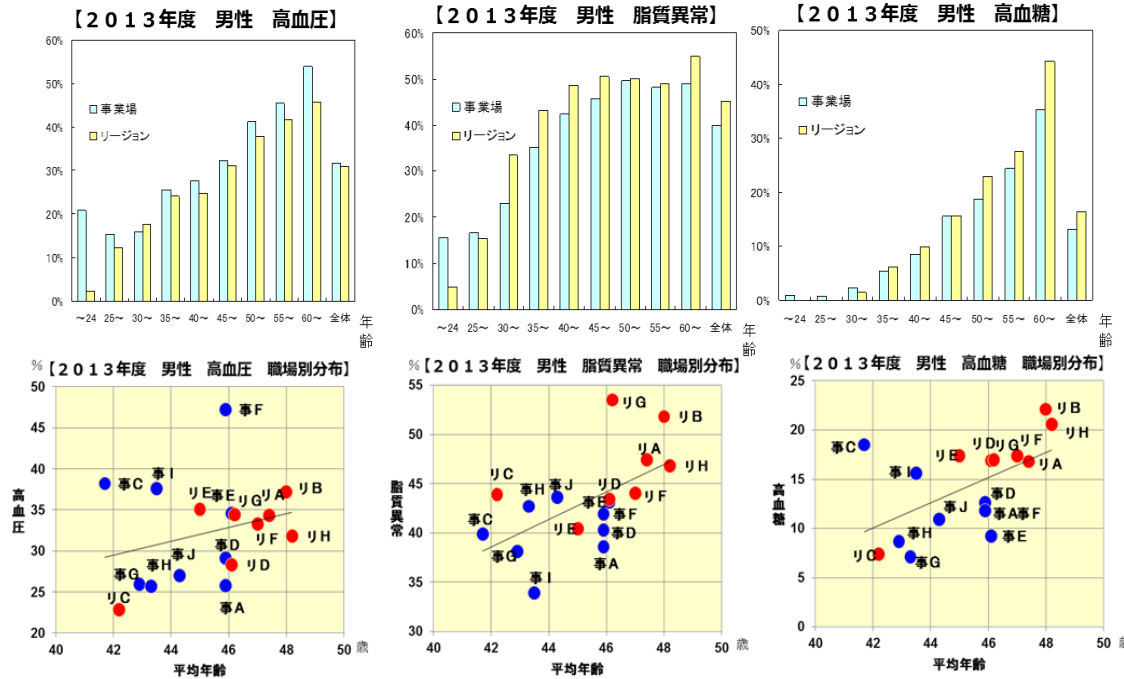 【２０１３年度　男性　高血圧】
60%
50%
40%
30%
20%
10%
0%
事業場
リージョン
～24 25～ 30～ 35～ 40～ 45～ 50～ 55～ 60～ 全体
年齢
【２０１３年度　男性　脂質異常】
60%
50%
40%
30%
20%
10%
0%
事業場
リージョン
～24 25～ 30～ 35～ 40～ 45～ 50～ 55～ 60～ 全体
年齢
【２０１３年度　男性　高血糖】
50%
40%
30%
20%
10%
0%
事業場
リージョン
～24 25～ 30～ 35～ 40～ 45～ 50～ 55～ 60～ 全体
年齢
%【２０１３年度　男性　高血圧　職場別分布】
高血圧
50
45
40
35
30
25
20
事F
事C
事I
リE
事E
リG
リA
リB
リF
リH
事D
リD
事J
事H
事G
事A
リC
40 42 44 46 48 50 歳
平均年齢
%【２０１３年度　男性　脂質異常　職場別分布】
脂質異常
55
50
45
40
35
30
リG
リB
リA
リH
リC
事H
事J
リD
事E
リF
事C
リE
事F
事D
事G
事A
事I
40 42 44 46 48 50 歳
平均年齢
%【２０１３年度　男性　高血糖　職場別分布】
高血糖
25
20
15
10
5
0
リB
リH
事C
リE
リD
リG
リF
リA
事I
事D
事J
事A
事F
事H
事E
リC
事G
40 42 44 46 48 50 歳
平均年齢